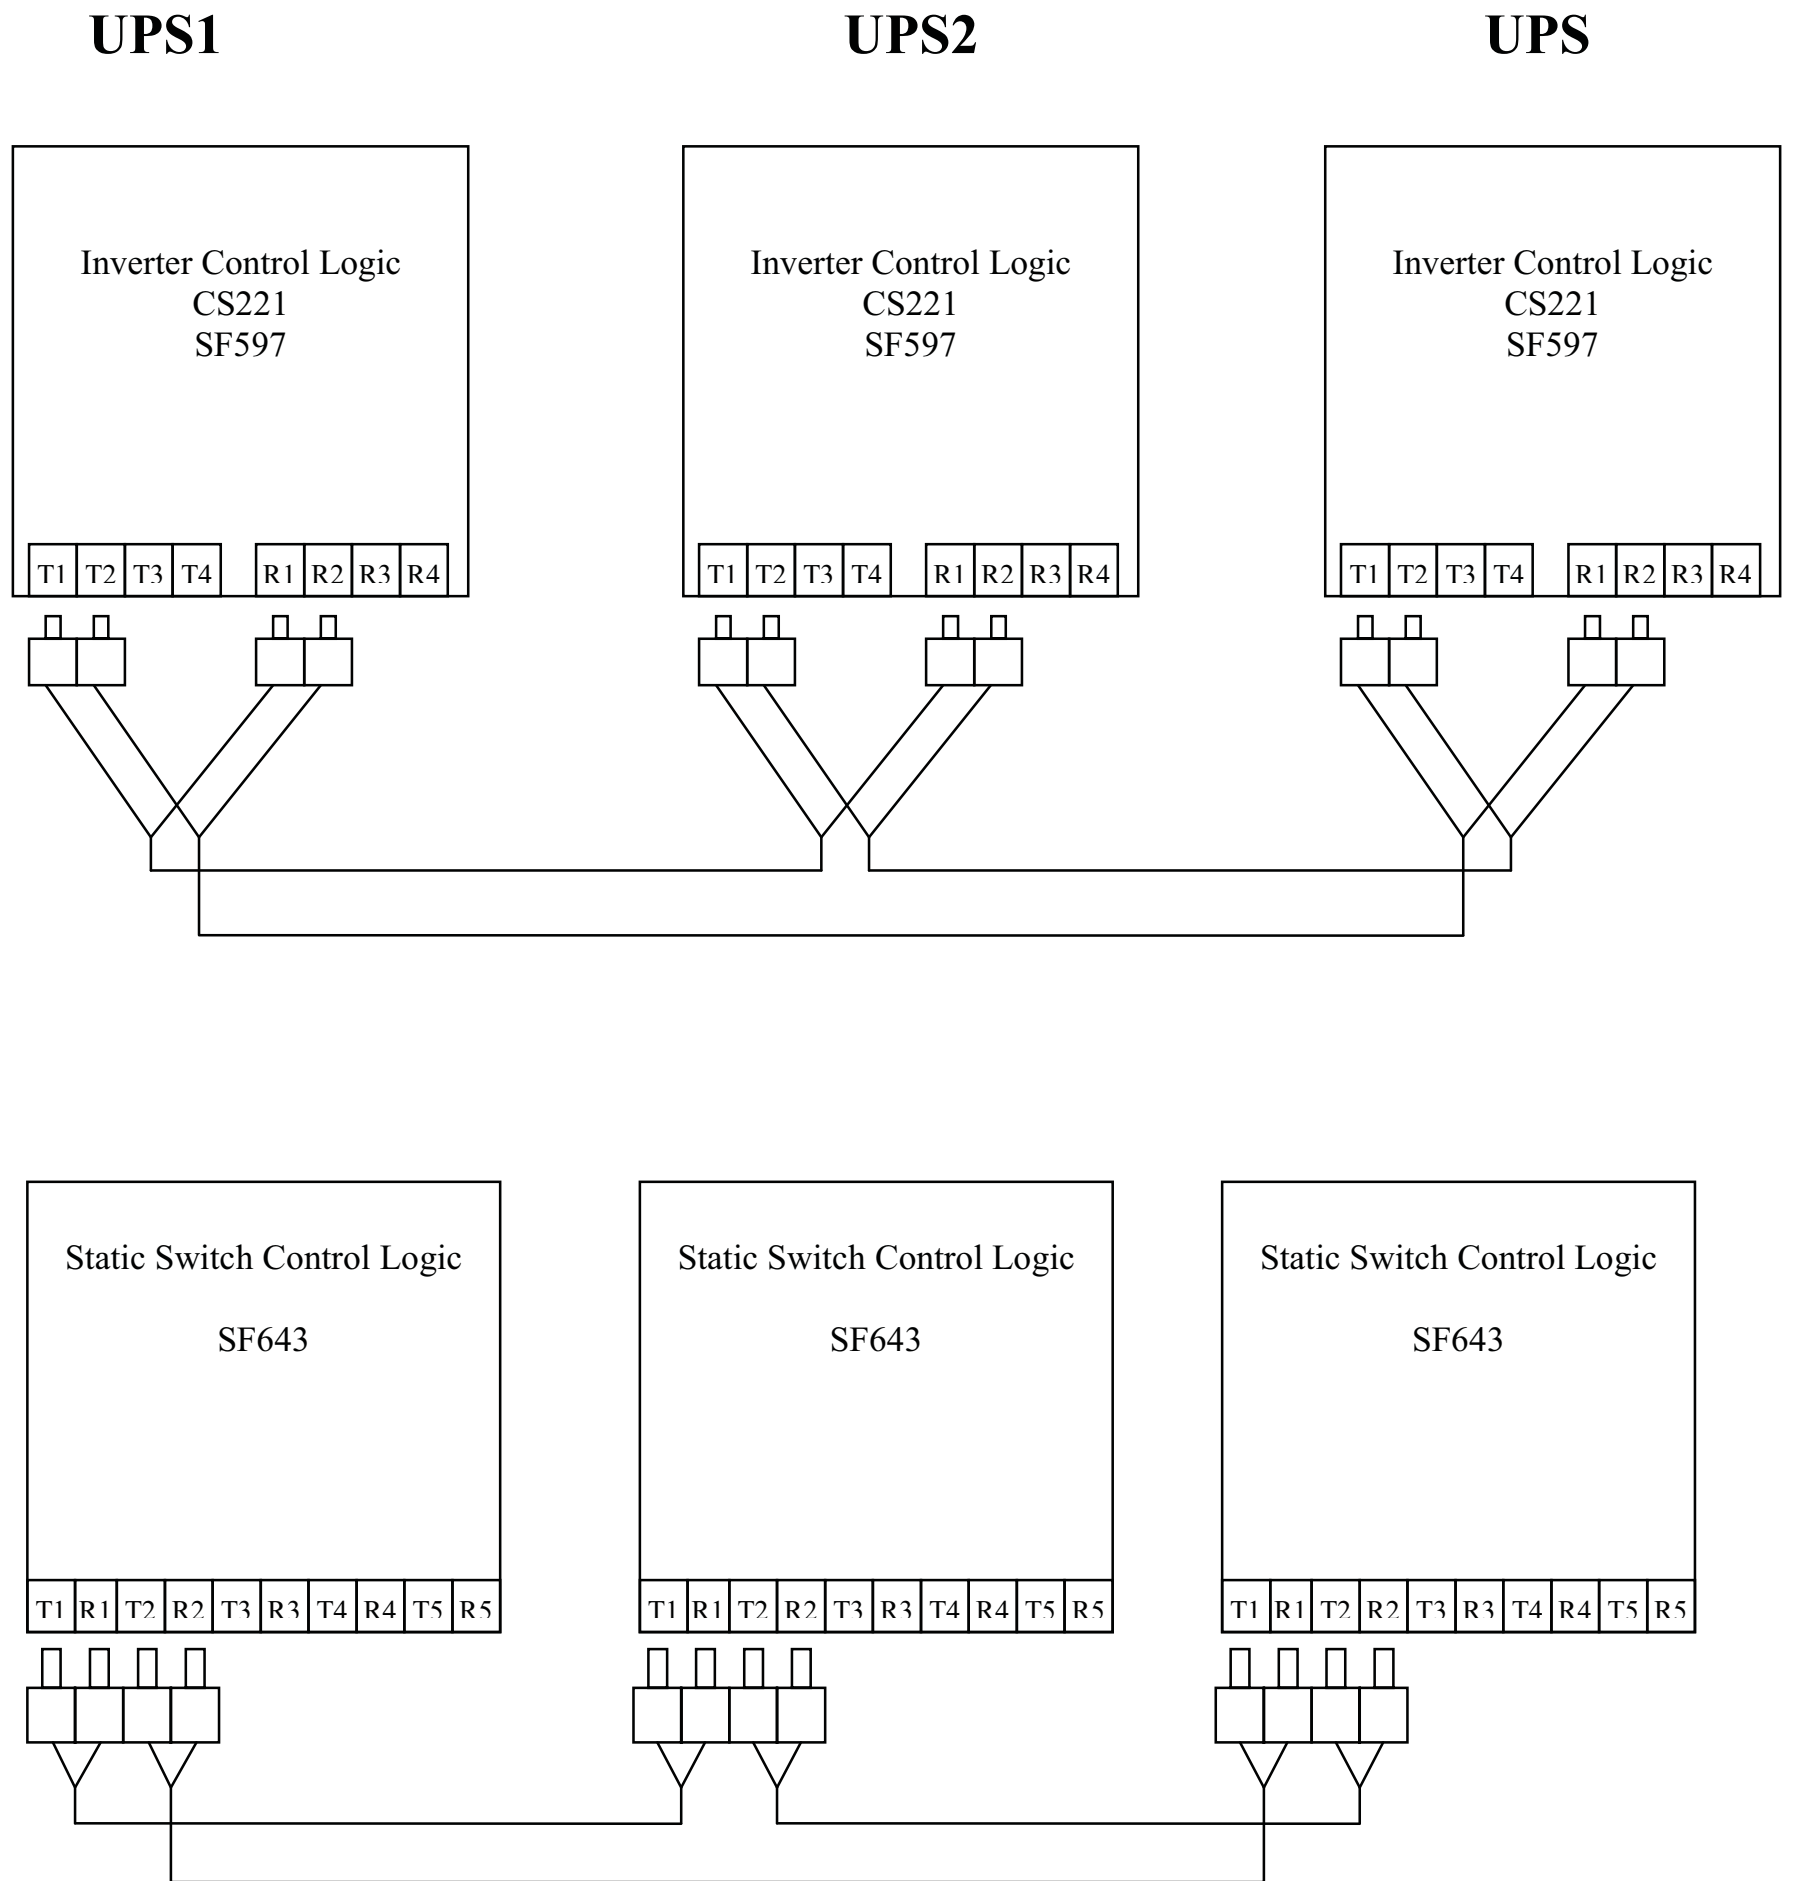 UPS1 UPS2 UPS
Inverter Control Logic Inverter Control Logic Inverter Control Logic
CS221 CS221 CS221
SF597 SF597 SF597
T1 T2 T3 T4 R1 R2 R3 R4 T1 T2 T3 T4 R1 R2 R3 R4 T1 T2 T3 T4 R1 R2 R3 R4
Static Switch Control Logic Static Switch Control Logic Static Switch Control Logic
SF643 SF643 SF643
T1 R1 T2 R2 T3 R3 T4 R4 T5 R5 T1 R1 T2 R2 T3 R3 T4 R4 T5 R5 T1 R1 T2 R2 T3 R3 T4 R4 T5 R5